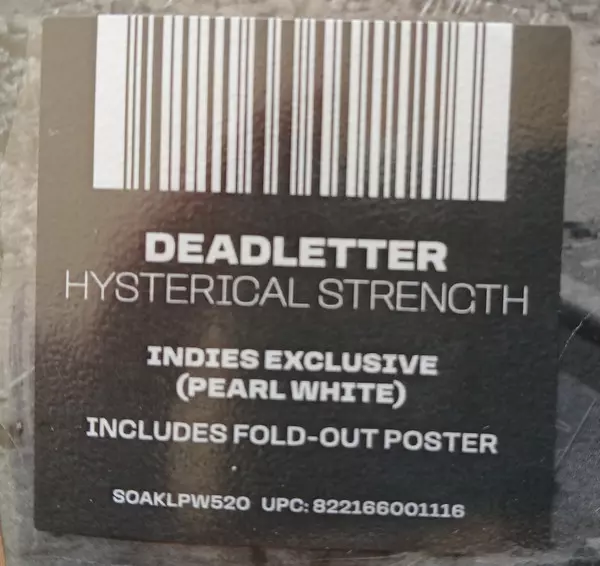 DEADLETTER
HYSTERICAL STRENGTH
INDIES EXCLUSIVE
(PEARL WHITE)
INCLUDES FOLD-OUT POSTER
SOAKLPW520 UPC: 822166001116